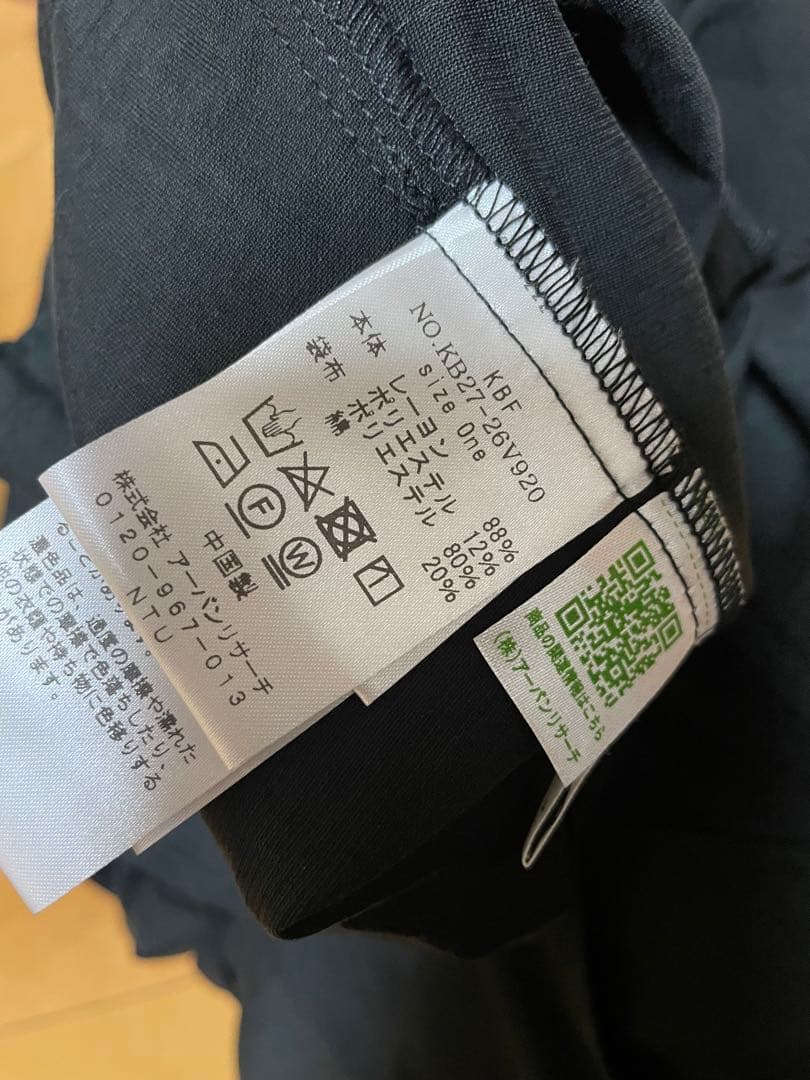 KBF
NO.KB27-26V920
size One
本体 レーヨン 88%
ポリエステル 12%
袋布 ポリエステル 80%
綿 20%
F
W
中国製
株式会社 アーバンリサーチ
0120-967-013
NTU
濃色品は、過度の摩擦や濡れた
状態での摩擦で色落ちしたり、
の衣類や持ち物に色移りする
があります。
商品の関連情報はこちら
(株)アーバンリサーチ